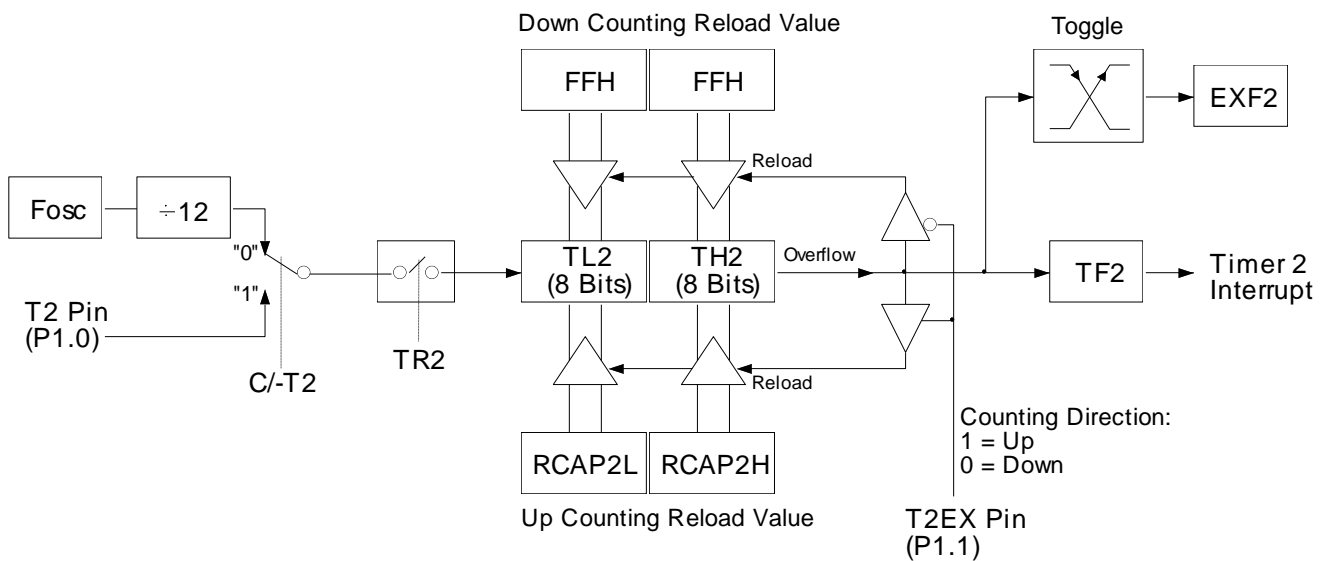 Down Counting Reload Value
Toggle
FFH
FFH
EXF2
Reload
Fosc
÷12
"0"
TL2
(8 Bits)
TH2
(8 Bits)
Overflow
TF2
Timer 2
Interrupt
"1"
T2 Pin
(P1.0)
TR2
C/-T2
Reload
Counting Direction:
1 = Up
0 = Down
RCAP2L
RCAP2H
Up Counting Reload Value
T2EX Pin
(P1.1)